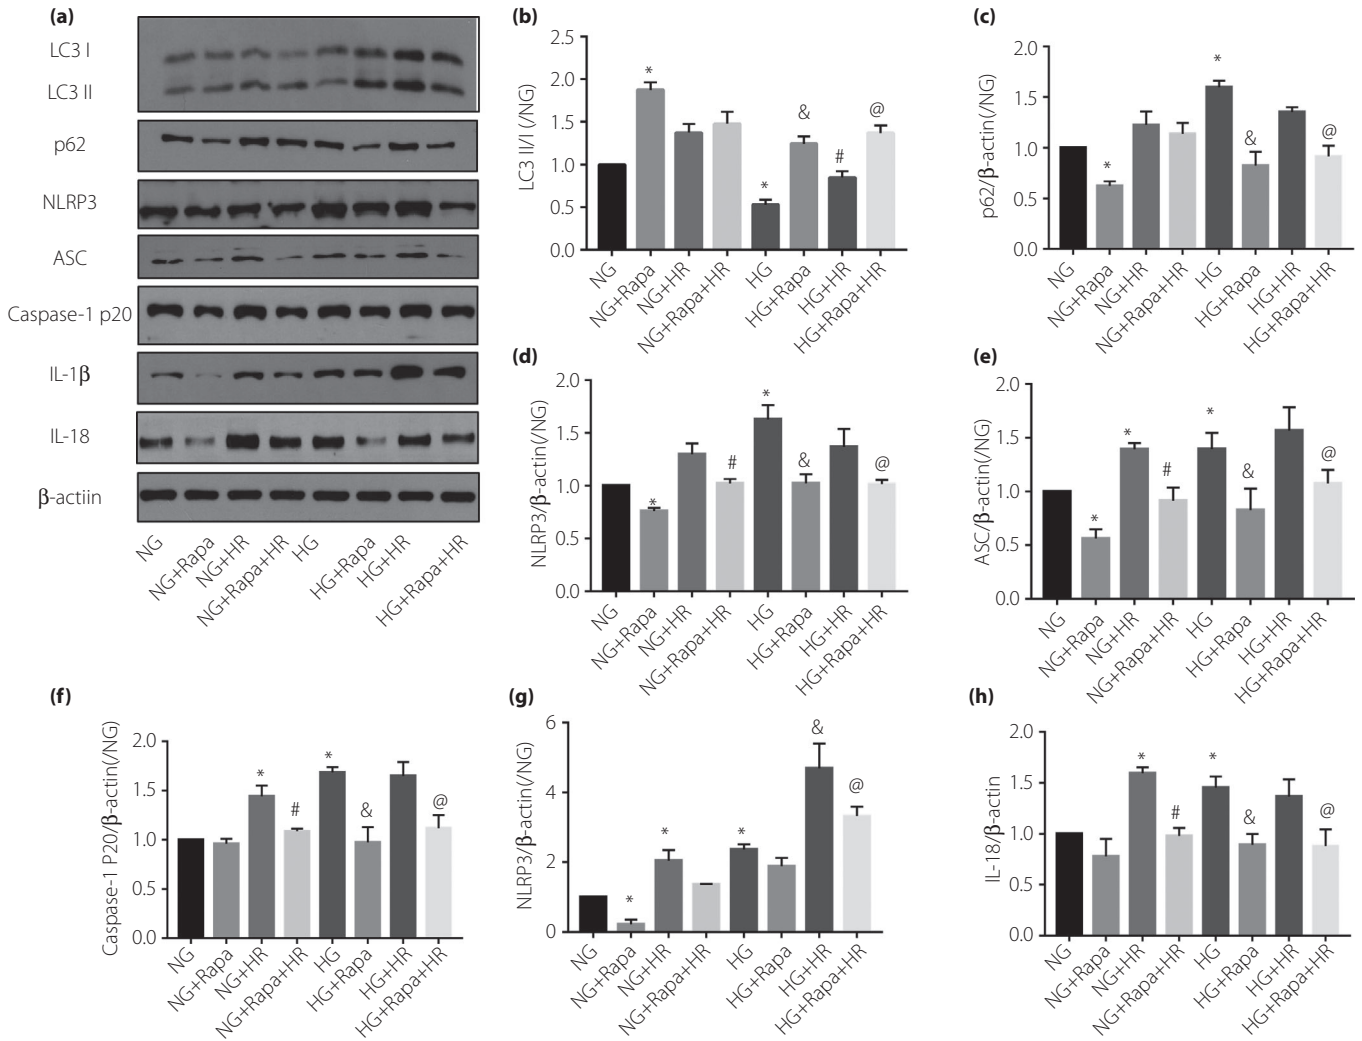 (a)
LC3 I
LC3 II
p62
NLRP3
ASC
Caspase-1 p20
IL-1β
IL-18
β-actiin
NG
NG+Rapa
NG+HR
NG+Rapa+HR
HG
HG+Rapa
HG+HR
HG+Rapa+HR
(b)
LC3 II/I (/NG)
2.5
2.0
1.5
1.0
0.5
0.0
*
*
&
#
@
NG
NG+Rapa
NG+HR
NG+Rapa+HR
HG
HG+Rapa
HG+HR
HG+Rapa+HR
(c)
p62/β-actin(/NG)
2.0
1.5
1.0
0.5
0.0
*
*
&
@
NG
NG+Rapa
NG+HR
NG+Rapa+HR
HG
HG+Rapa
HG+HR
HG+Rapa+HR
(d)
NLRP3/β-actin(/NG)
2.0
1.5
1.0
0.5
0.0
*
#
*
&
@
NG
NG+Rapa
NG+HR
NG+Rapa+HR
HG
HG+Rapa
HG+HR
HG+Rapa+HR
(e)
ASC/β-actin(/NG)
2.0
1.5
1.0
0.5
0.0
*
*
#
*
&
@
NG
NG+Rapa
NG+HR
NG+Rapa+HR
HG
HG+Rapa
HG+HR
HG+Rapa+HR
(f)
Caspase-1 P20/β-actin(/NG)
2.0
1.5
1.0
0.5
0.0
*
#
*
&
@
NG
NG+Rapa
NG+HR
NG+Rapa+HR
HG
HG+Rapa
HG+HR
HG+Rapa+HR
(g)
NLRP3/β-actin(/NG)
6
4
2
0
*
*
*
&
@
NG
NG+Rapa
NG+HR
NG+Rapa+HR
HG
HG+Rapa
HG+HR
HG+Rapa+HR
(h)
IL-18/β-actin
2.0
1.5
1.0
0.5
0.0
*
#
*
&
@
NG
NG+HR
NG+Rapa
NG+Rapa+HR
HG
HG+Rapa
HG+HR
HG+Rapa+HR